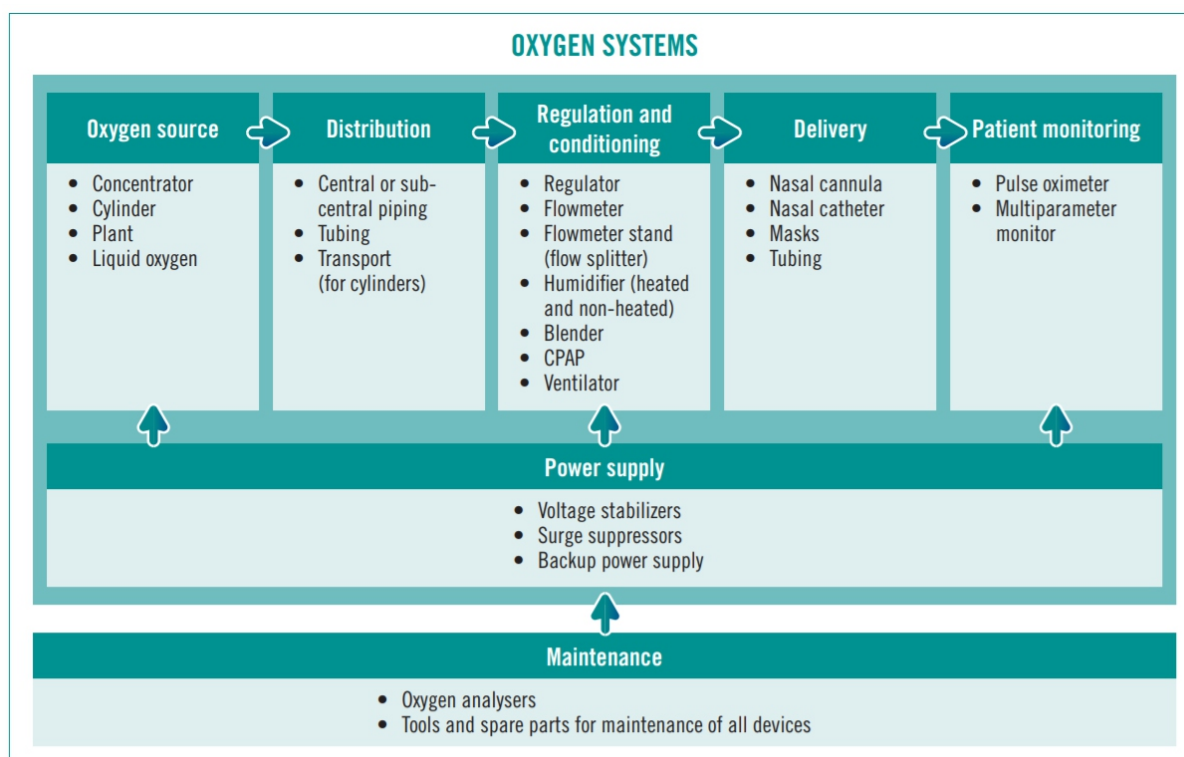 OXYGEN SYSTEMS
Oxygen source
• Concentrator
• Cylinder
• Plant
• Liquid oxygen
Distribution
• Central or sub-
central piping
• Tubing
• Transport
(for cylinders)
Regulation and
conditioning
• Regulator
• Flowmeter
• Flowmeter stand
(flow splitter)
• Humidifier (heated
and non-heated)
• Blender
• CPAP
• Ventilator
Delivery
• Nasal cannula
• Nasal catheter
• Masks
• Tubing
Patient monitoring
• Pulse oximeter
• Multiparameter
monitor
Power supply
• Voltage stabilizers
• Surge suppressors
• Backup power supply
Maintenance
• Oxygen analysers
• Tools and spare parts for maintenance of all devices